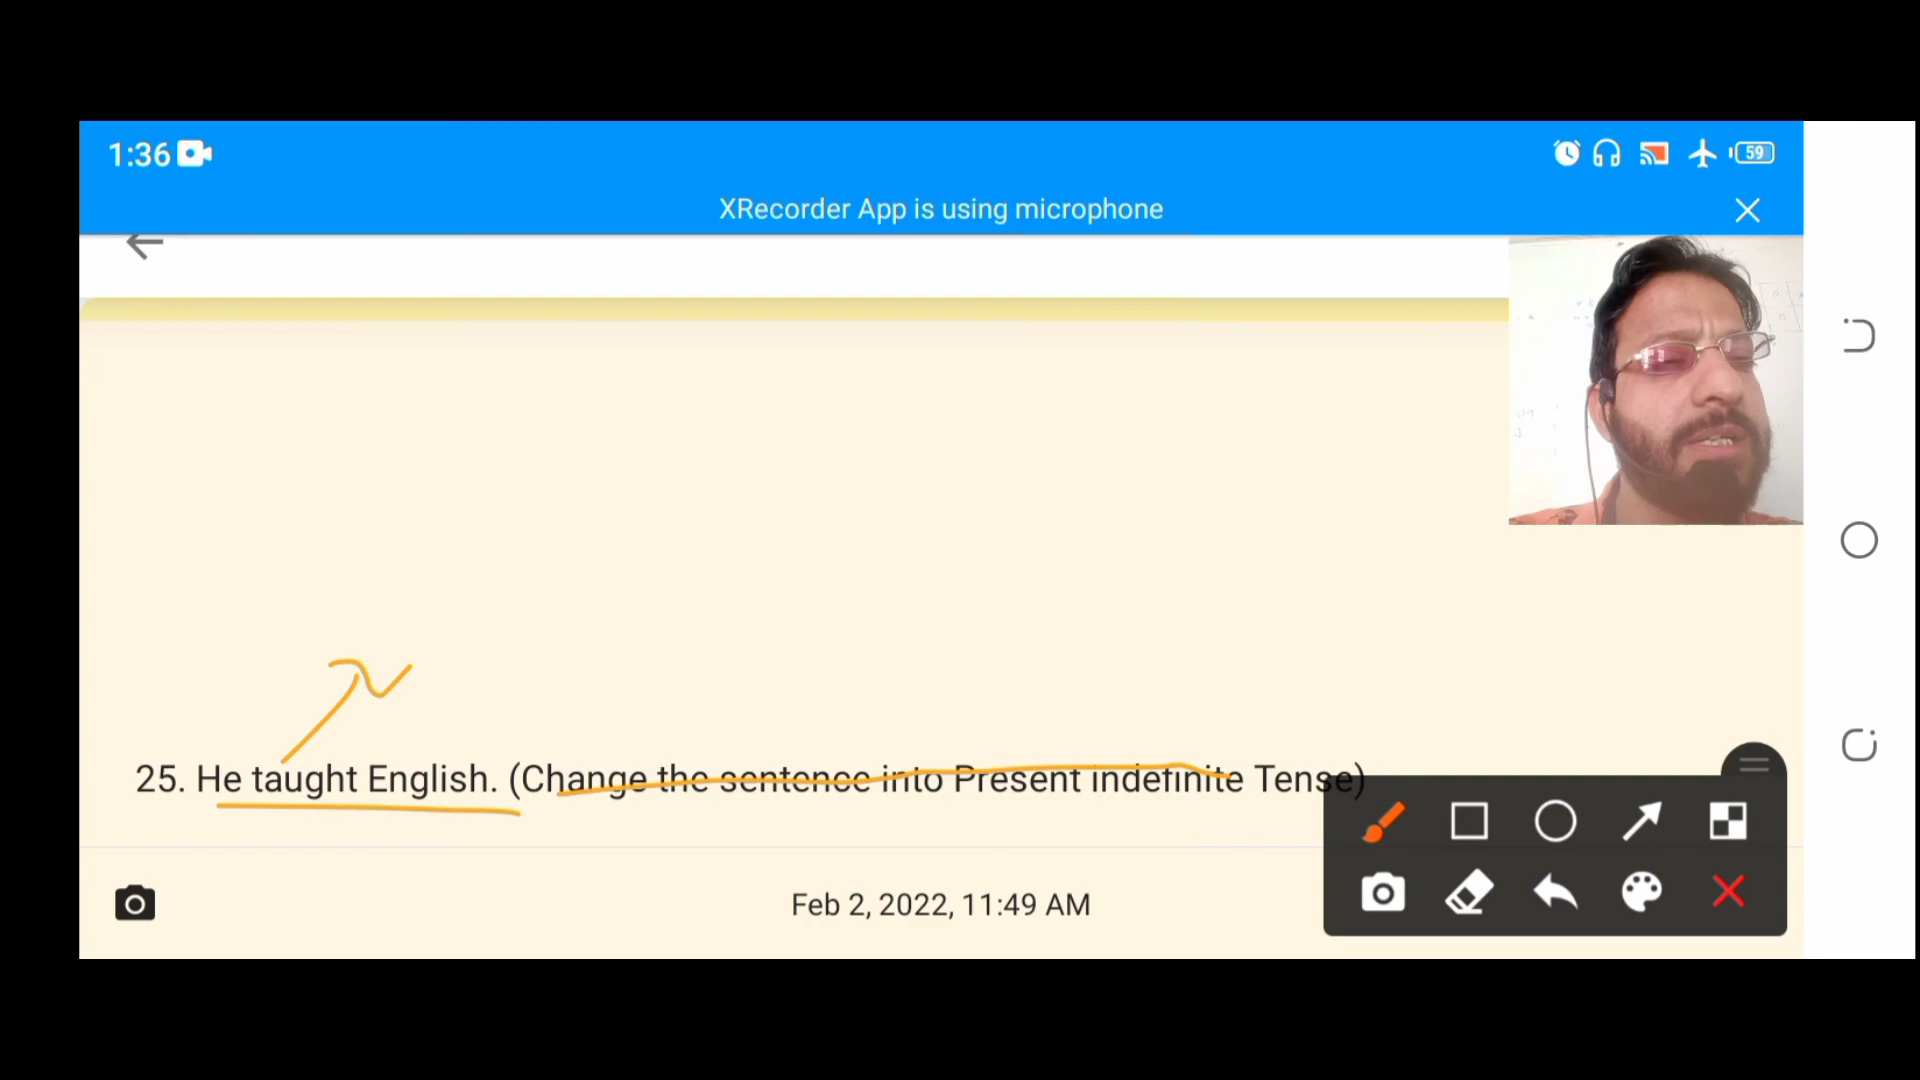 1:36
59
XRecorder App is using microphone
25. He taught English. (Change the sentence into Present indefinite Tense)
Feb 2, 2022, 11:49 AM